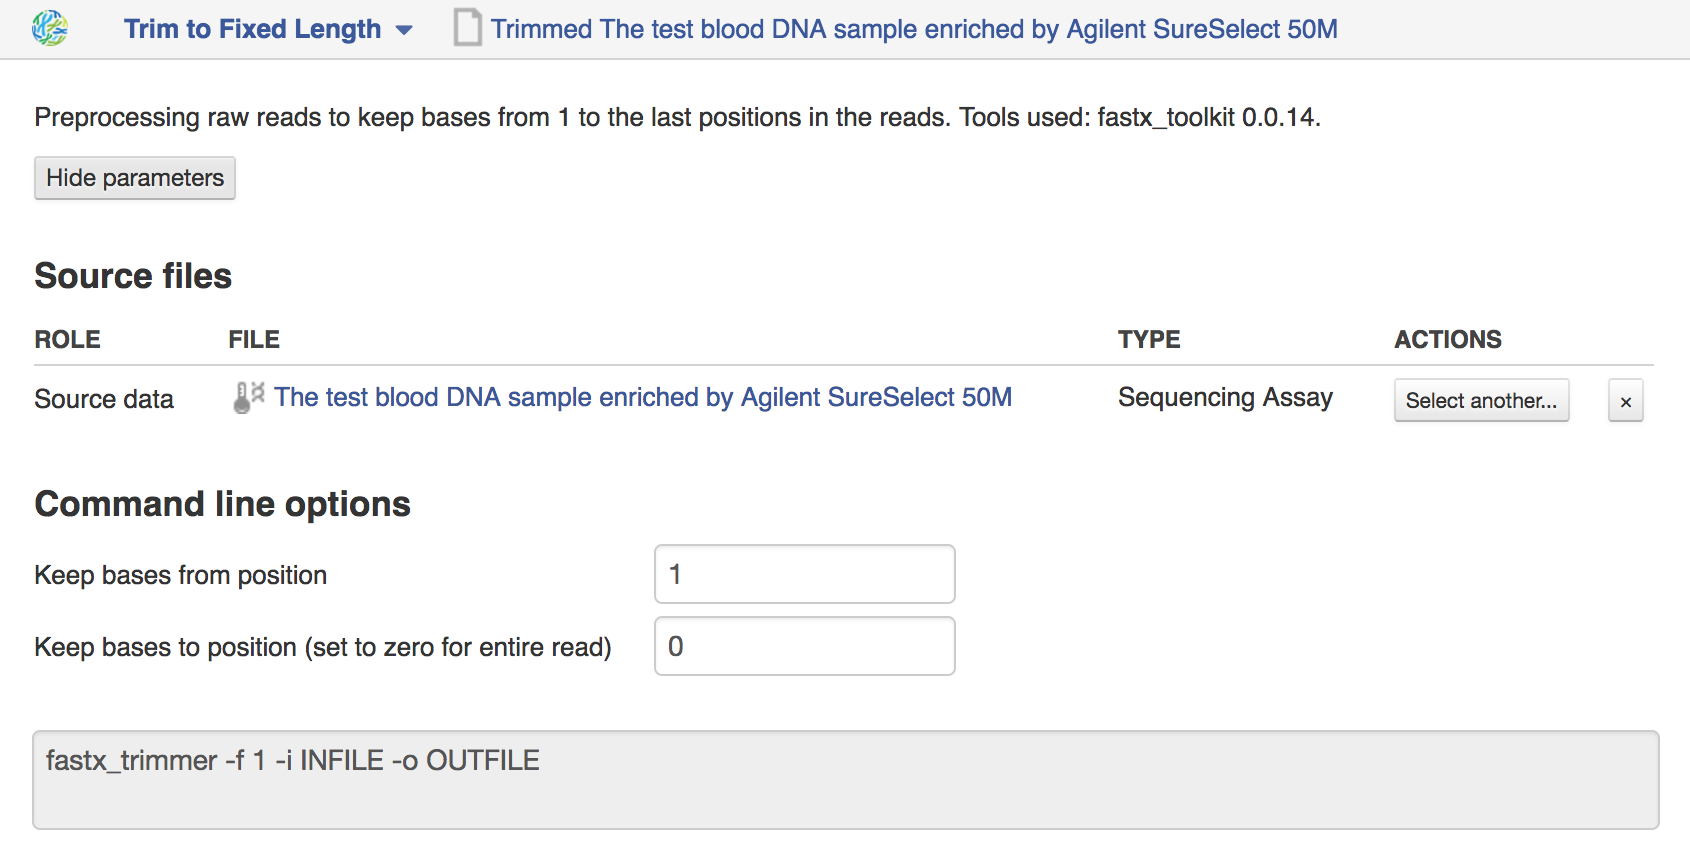 Trim to Fixed Length Trimmed The test blood DNA sample enriched by Agilent SureSelect 50M
Preprocessing raw reads to keep bases from 1 to the last positions in the reads. Tools used: fastx_toolkit 0.0.14.
Hide parameters
Source files
ROLE FILE TYPE ACTIONS
Source data The test blood DNA sample enriched by Agilent SureSelect 50M Sequencing Assay Select another... ×
Command line options
Keep bases from position 1
Keep bases to position (set to zero for entire read) 0
fastx_trimmer -f 1 -i INFILE -o OUTFILE